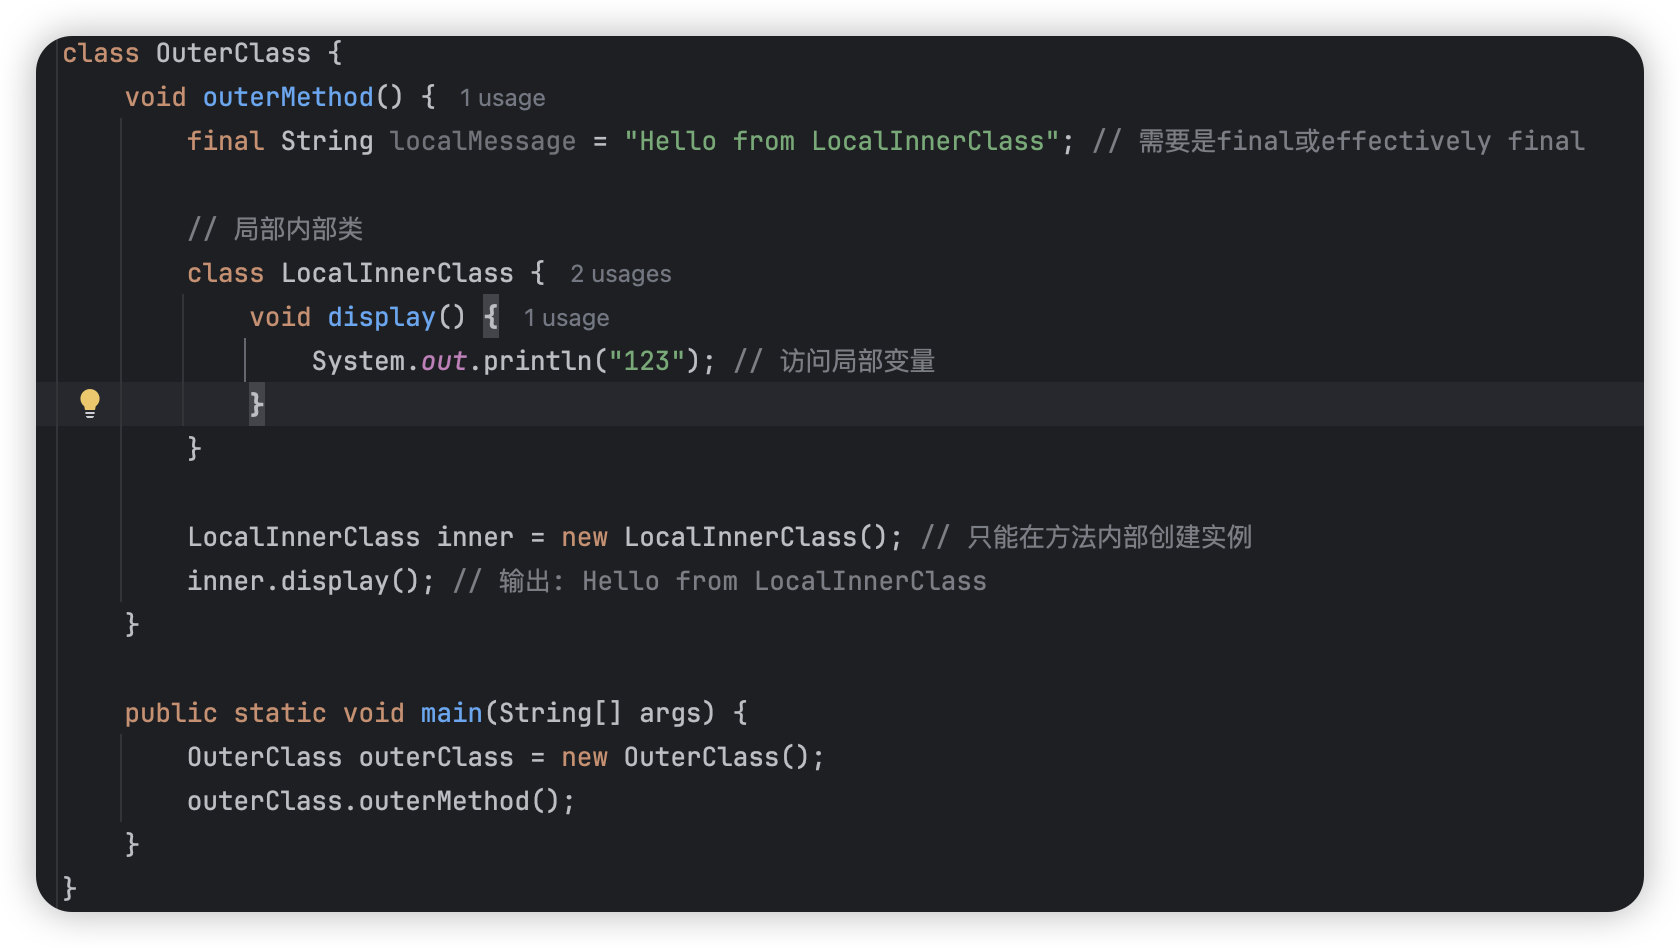 class OuterClass {
void outerMethod() { 1 usage
final String localMessage = "Hello from LocalInnerClass"; // 需要是final或effectively final
// 局部内部类
class LocalInnerClass { 2 usages
void display() { 1 usage
System.out.println("123"); // 访问局部变量
}
}
LocalInnerClass inner = new LocalInnerClass(); // 只能在方法内部创建实例
inner.display(); // 输出: Hello from LocalInnerClass
}
public static void main(String[] args) {
OuterClass outerClass = new OuterClass();
outerClass.outerMethod();
}
}